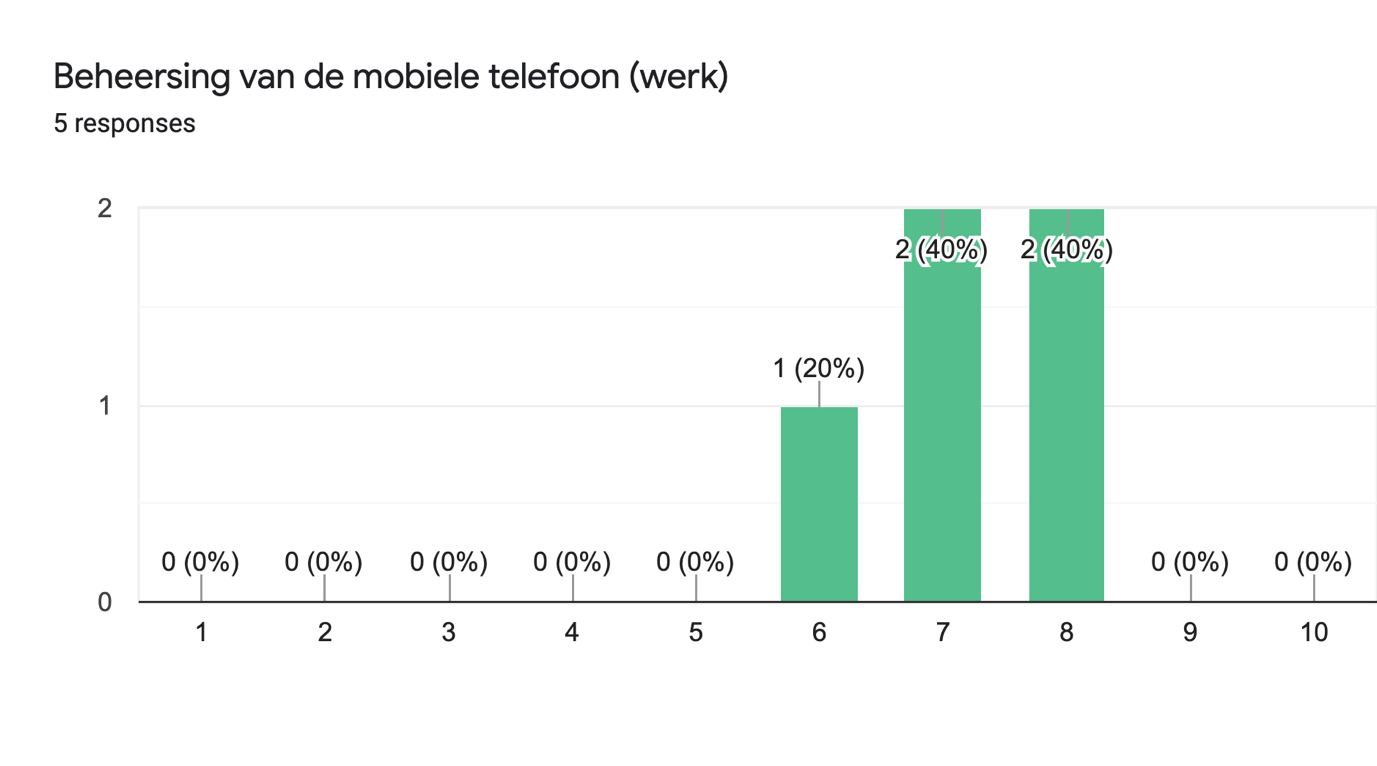 Beheersing van de mobiele telefoon (werk)
5 responses
2
2 (40%) 2 (40%)
1 (20%)
1
0 (0%) 0 (0%) 0 (0%) 0 (0%) 0 (0%) 0 (0%) 0 (0%)
0
1 2 3 4 5 6 7 8 9 10